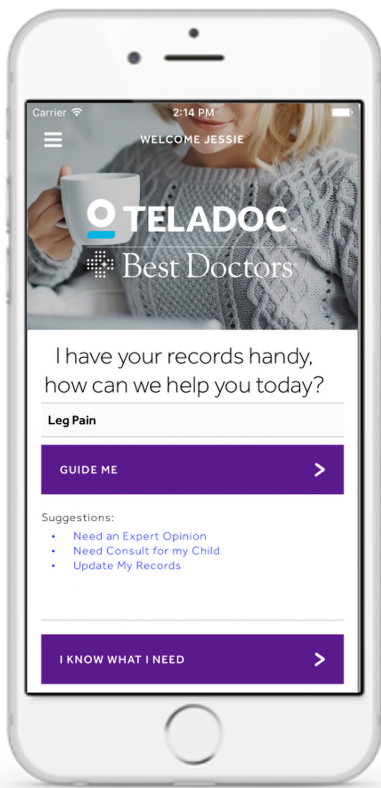 Carrier 2:14 PM
WELCOME JESSIE
TELADOC™
Best Doctors
I have your records handy,
how can we help you today?
Leg Pain
GUIDE ME >
Suggestions:
• Need an Expert Opinion
• Need Consult for my Child
• Update My Records
I KNOW WHAT I NEED >